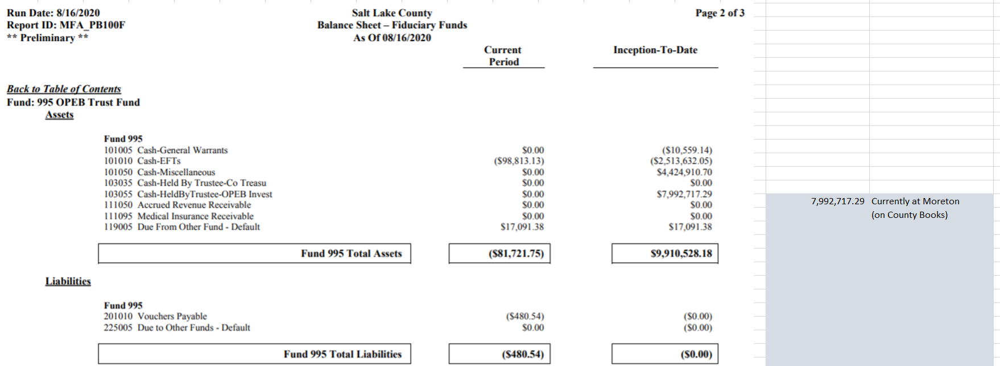 Run Date: 8/16/2020
Salt Lake County
Page 2 of 3
Report ID: MFA_PB100F
Balance Sheet – Fiduciary Funds
** Preliminary **
As Of 08/16/2020
Current Period
Inception-To-Date
Back to Table of Contents
Fund: 995 OPEB Trust Fund
Assets
Fund 995
101005 Cash-General Warrants $0.00 ($10,559.14)
101010 Cash-EFTs ($98,813.13) ($2,513,632.05)
101050 Cash-Miscellaneous $0.00 $4,424,910.70
103035 Cash-Held By Trustee-Co Treasu $0.00 $0.00
103055 Cash-HeldByTrustee-OPEB Invest $0.00 $7,992,717.29
7,992,717.29 Currently at Moreton
(on County Books)
111050 Accrued Revenue Receivable $0.00 $0.00
111095 Medical Insurance Receivable $0.00 $0.00
119005 Due From Other Fund - Default $17,091.38 $17,091.38
Fund 995 Total Assets ($81,721.75) $9,910,528.18
Liabilities
Fund 995
201010 Vouchers Payable ($480.54) ($0.00)
225005 Due to Other Funds - Default $0.00 ($0.00)
Fund 995 Total Liabilities ($480.54) ($0.00)